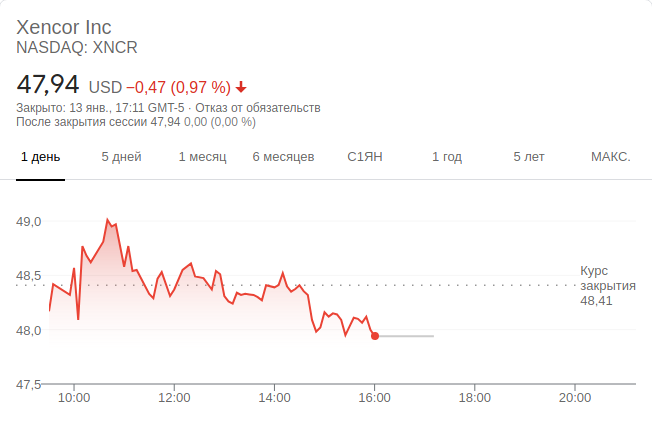 Xencor Inc
NASDAQ: XNCR
47,94 USD −0,47 (0,97 %)
Закрыто: 13 янв., 17:11 GMT-5 · Отказ от обязательств
После закрытия сессии 47,94 0,00 (0,00 %)
1 день 5 дней 1 месяц 6 месяцев С1ЯН 1 год 5 лет МАКС.
49,0
48,5
Курс
закрытия
48,41
48,0
47,5
10:00 12:00 14:00 16:00 18:00 20:00